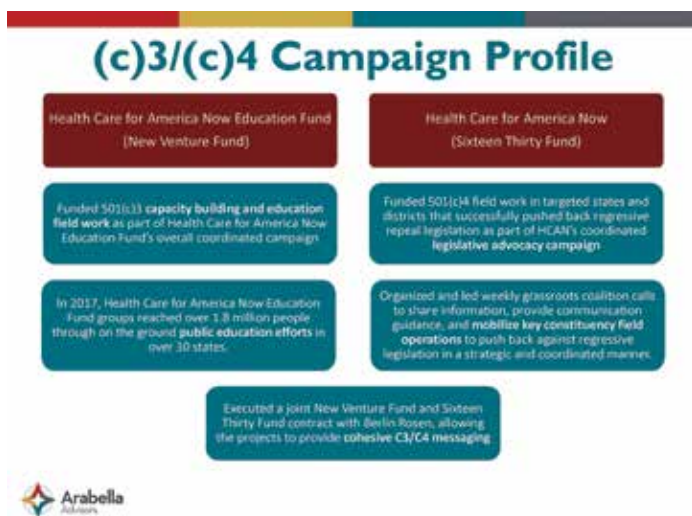 (c)3/(c)4 Campaign Profile
Health Care for America Now Education Fund
(New Venture Fund)
Funded 501(c)3 capacity building and education
field work as part of Health Care for America Now
Education Fund's overall coordinated campaign
In 2017, Health Care for America Now Education
Fund groups reached over 1.8 million people
through on the ground public education efforts in
over 30 states.
Health Care for America Now
(Sixteen Thirty Fund)
Funded 501(c)4 field work in targeted states and
districts that successfully pushed back regressive
repeal legislation as part of HCAN's coordinated
legislative advocacy campaign
Organized and led weekly grassroots coalition calls
to share information, provide communication
guidance, and mobilize key constituency field
operations to push back against regressive
legislation in a strategic and coordinated manner.
Executed a joint New Venture Fund and Sixteen
Thirty Fund contract with Berlin Rosen, allowing
the projects to provide cohesive C3/C4 messaging
Arabella
Advisors